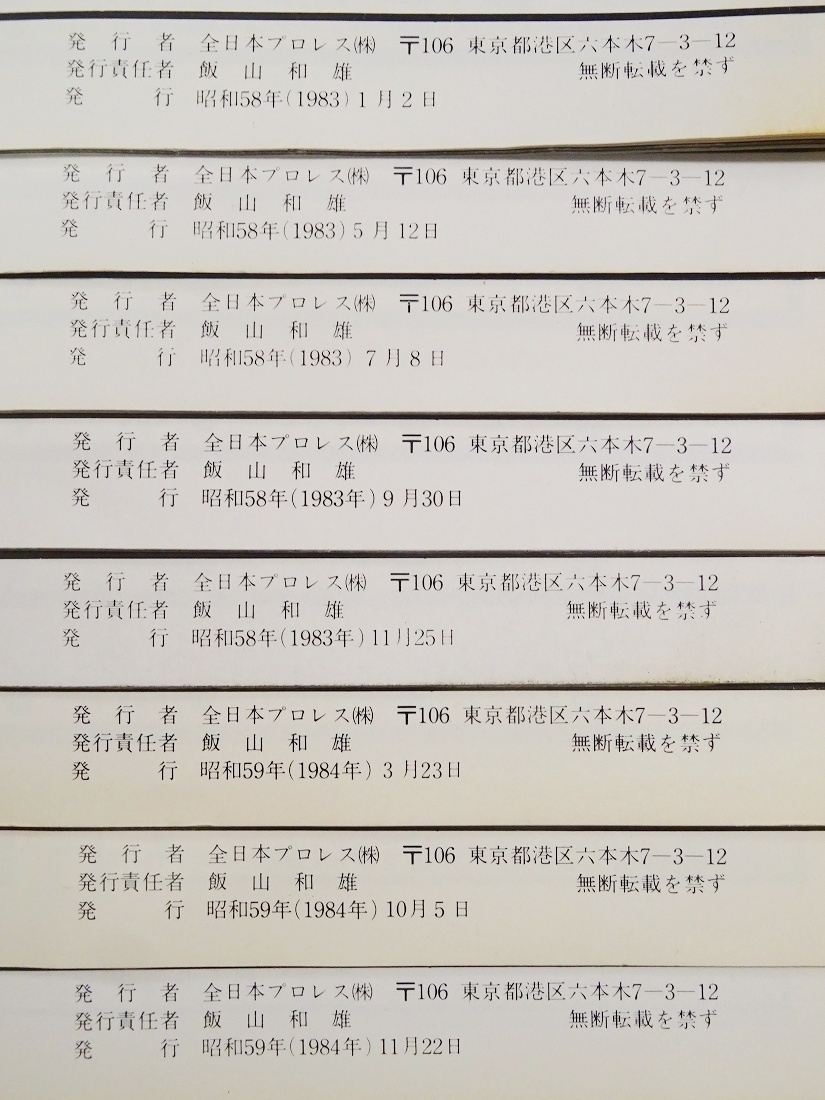 発行者 全日本プロレス㈱ 〒106 東京都港区六本木7―3―12
発行責任者 飯山和雄 無断転載を禁ず
発行 昭和58年(1983)1月2日
発行者 全日本プロレス㈱ 〒106 東京都港区六本木7―3―12
発行責任者 飯山和雄 無断転載を禁ず
発行 昭和58年(1983)5月12日
発行者 全日本プロレス㈱ 〒106 東京都港区六本木7―3―12
発行責任者 飯山和雄 無断転載を禁ず
発行 昭和58年(1983)7月8日
発行者 全日本プロレス㈱ 〒106 東京都港区六本木7―3―12
発行責任者 飯山和雄 無断転載を禁ず
発行 昭和58年(1983年)9月30日
発行者 全日本プロレス㈱ 〒106 東京都港区六本木7―3―12
発行責任者 飯山和雄 無断転載を禁ず
発行 昭和58年(1983年)11月25日
発行者 全日本プロレス㈱ 〒106 東京都港区六本木7―3―12
発行責任者 飯山和雄 無断転載を禁ず
発行 昭和59年(1984年)3月23日
発行者 全日本プロレス㈱ 〒106 東京都港区六本木7―3―12
発行責任者 飯山和雄 無断転載を禁ず
発行 昭和59年(1984年)10月5日
発行者 全日本プロレス㈱ 〒106 東京都港区六本木7―3―12
発行責任者 飯山和雄 無断転載を禁ず
発行 昭和59年(1984年)11月22日